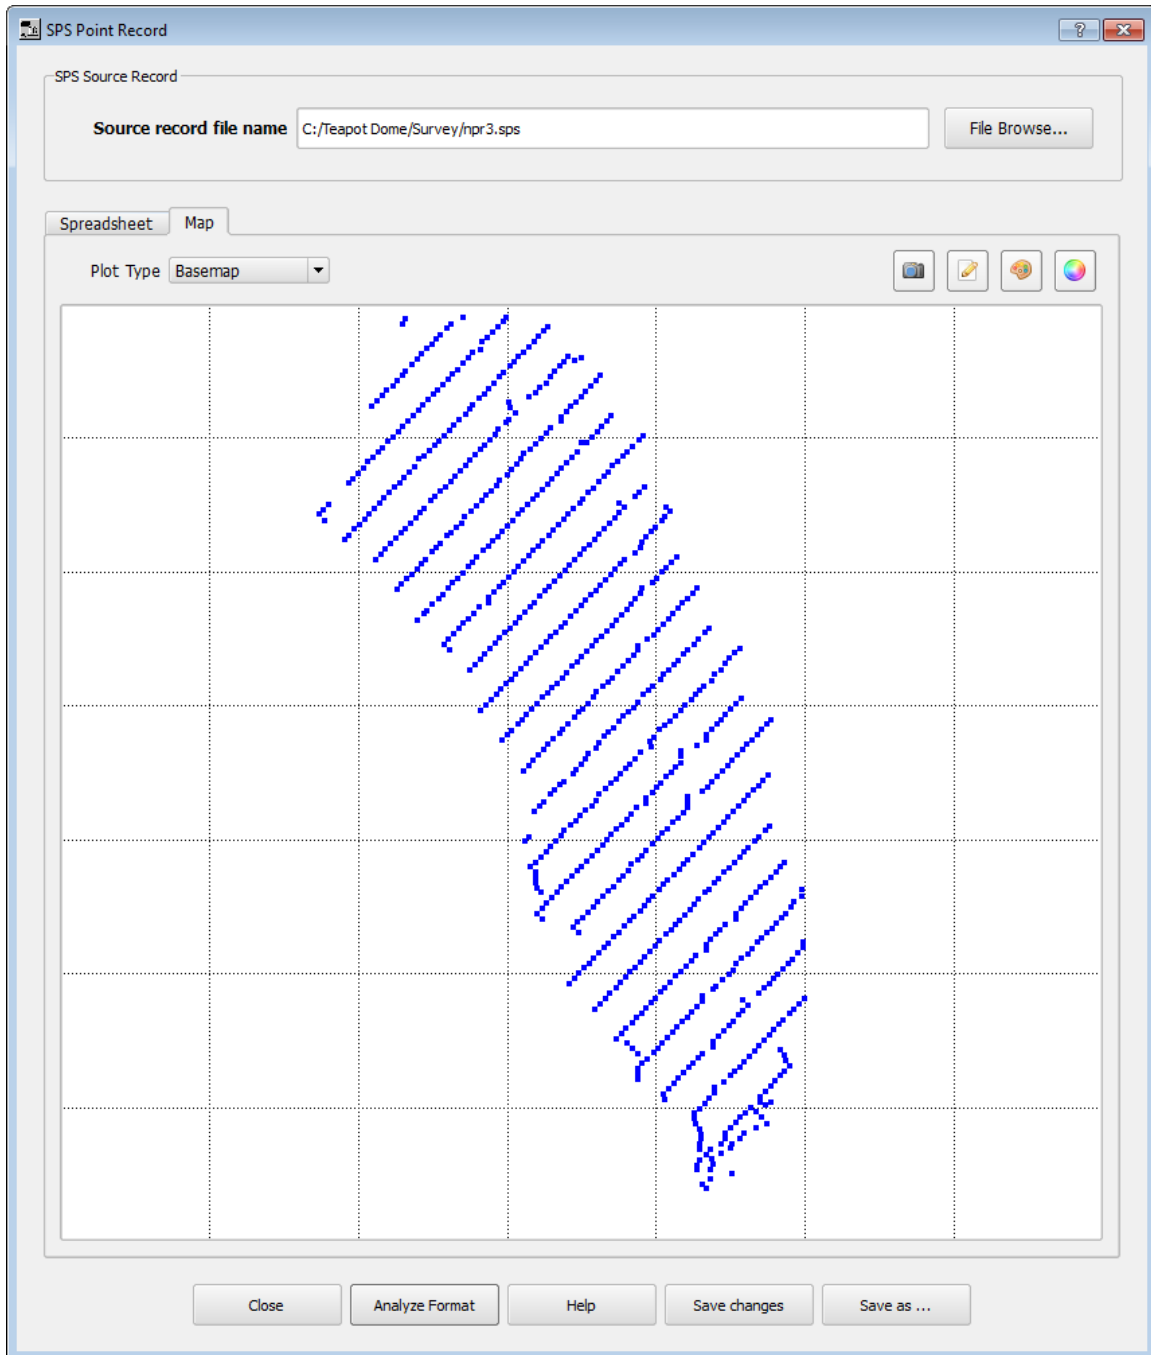 SPS Point Record
SPS Source Record
Source record file name C:/Teapot Dome/Survey/npr3.sps File Browse...
Spreadsheet Map
Plot Type Basemap
Close Analyze Format Help Save changes Save as ...